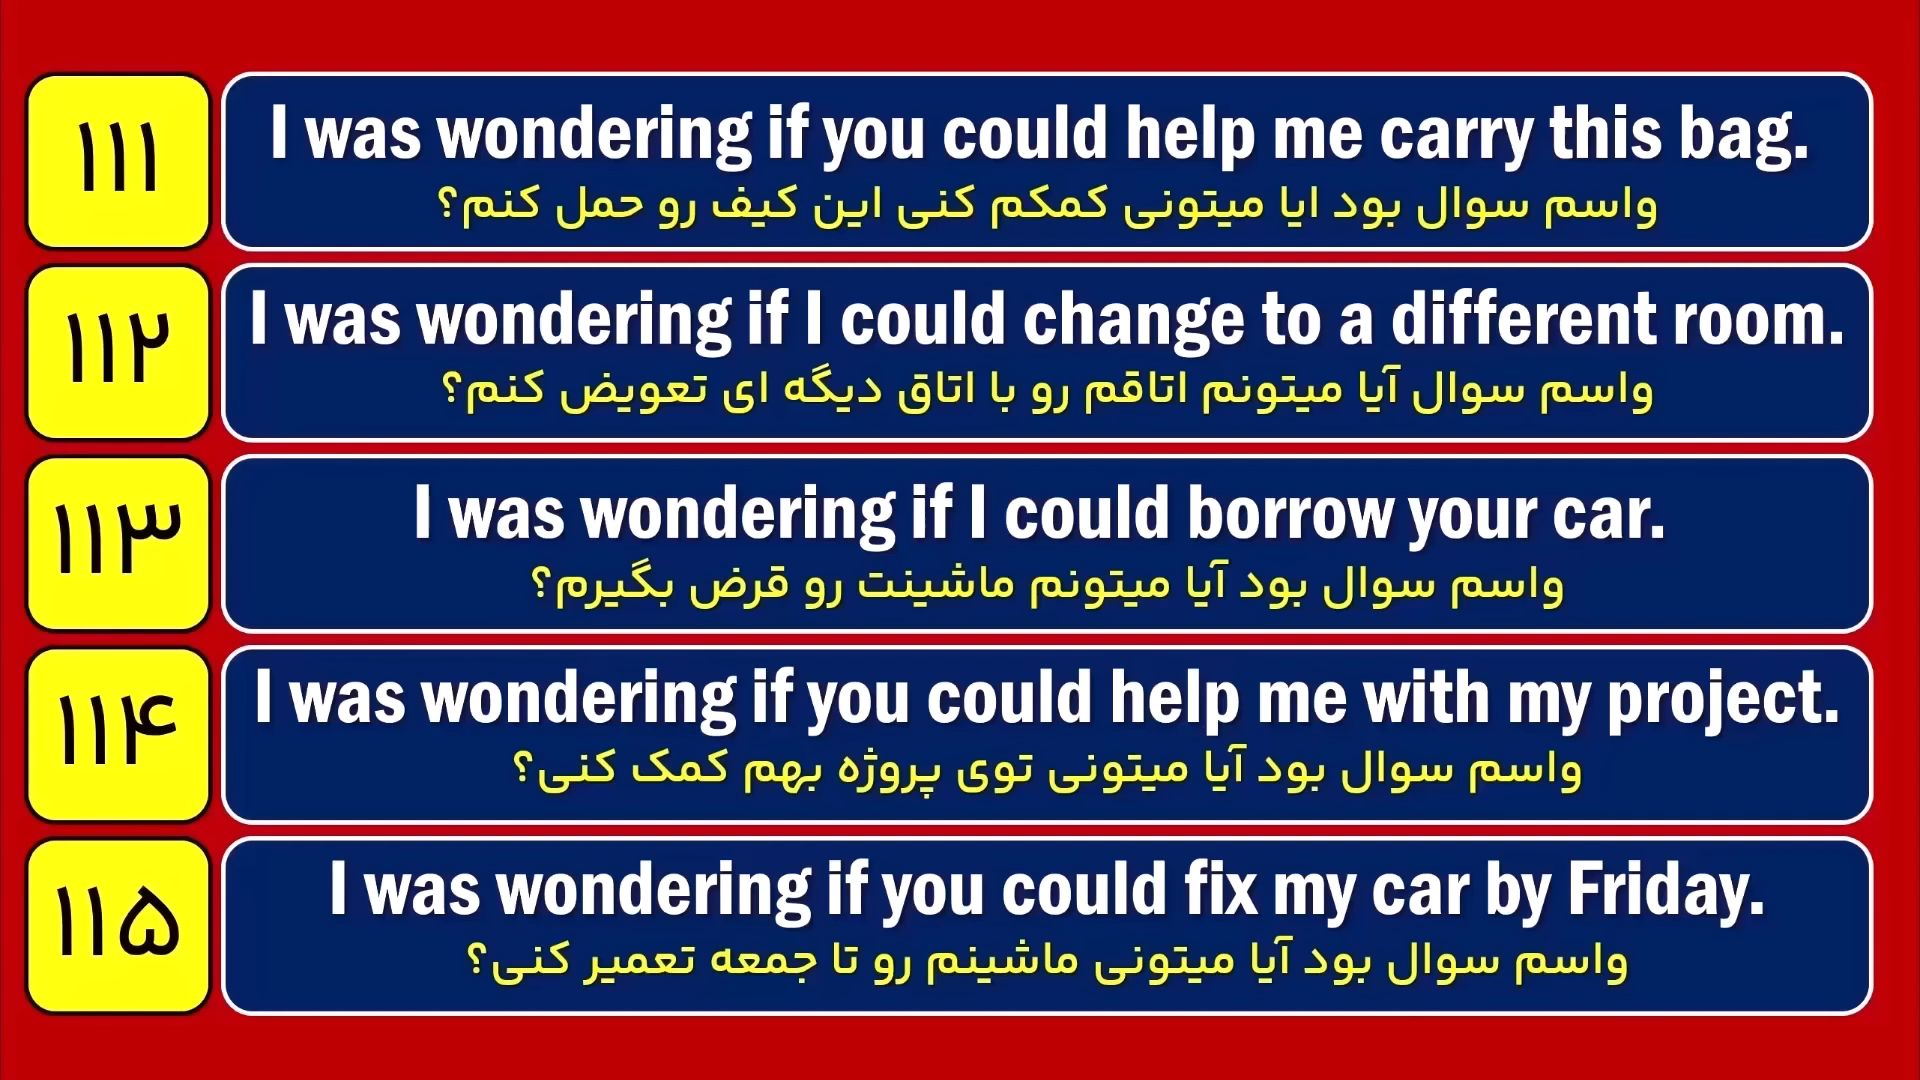 ۱۱۱
I was wondering if you could help me carry this bag.
واسم سوال بود ایا میتونی کمکم کنی این کیف رو حمل کنم؟
۱۱۲
I was wondering if I could change to a different room.
واسم سوال آیا میتونم اتاقم رو با اتاق دیگه ای تعویض کنم؟
۱۱۳
I was wondering if I could borrow your car.
واسم سوال بود آیا میتونم ماشینت رو قرض بگیرم؟
۱۱۴
I was wondering if you could help me with my project.
واسم سوال بود آیا میتونی توی پروژه بهم کمک کنی؟
۱۱۵
I was wondering if you could fix my car by Friday.
واسم سوال بود آیا میتونی ماشینم رو تا جمعه تعمیر کنی؟